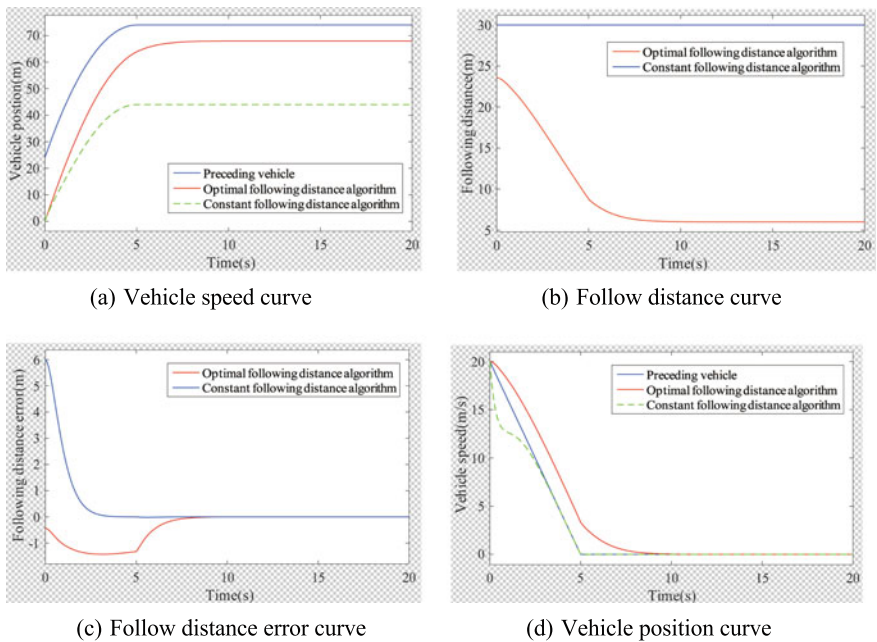 70
60
50
40
30
20
10
0
Vehicle postion(m)
Preceding vehicle
Optimal following distance algorithm
Constant following distance algorithm
0 5 10 15 20
Time(s)
(a) Vehicle speed curve
30
25
20
15
10
5
Following distance(m)
Optimal following distance algorithm
Constant following distance algorithm
0 5 10 15 20
Time(s)
(b) Follow distance curve
6
5
4
3
2
1
0
-1
Following distance error(m)
Optimal following distance algorithm
Constant following distance algorithm
0 5 10 15 20
Time(s)
(c) Follow distance error curve
20
15
10
5
0
Vehicle speed(m/s)
Preceding vehicle
Optimal following distance algorithm
Constant following distance algorithm
0 5 10 15 20
Time(s)
(d) Vehicle position curve